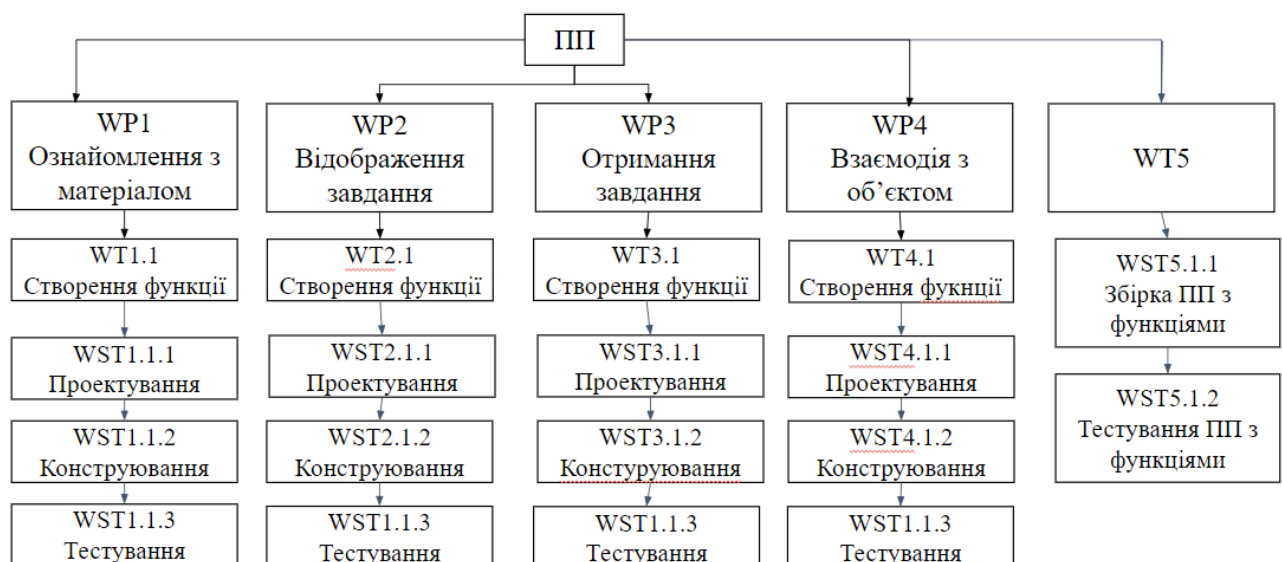 ПП
WP1
Ознайомлення з
матеріалом
WP2
Відображення
завдання
WP3
Отримання
завдання
WP4
Взаємодія з
об’єктом
WT5
WT1.1
Створення функції
WT2.1
Створення функції
WT3.1
Створення функції
WT4.1
Створення фукнції
WST5.1.1
Збірка ПП з
функціями
WST1.1.1
Проектування
WST2.1.1
Проектування
WST3.1.1
Проектування
WST4.1.1
Проектування
WST5.1.2
Тестування ПП з
функціями
WST1.1.2
Конструювання
WST2.1.2
Конструювання
WST3.1.2
Констуруювання
WST4.1.2
Конструювання
WST1.1.3
Тестування
WST1.1.3
Тестування
WST1.1.3
Тестування
WST1.1.3
Тестування